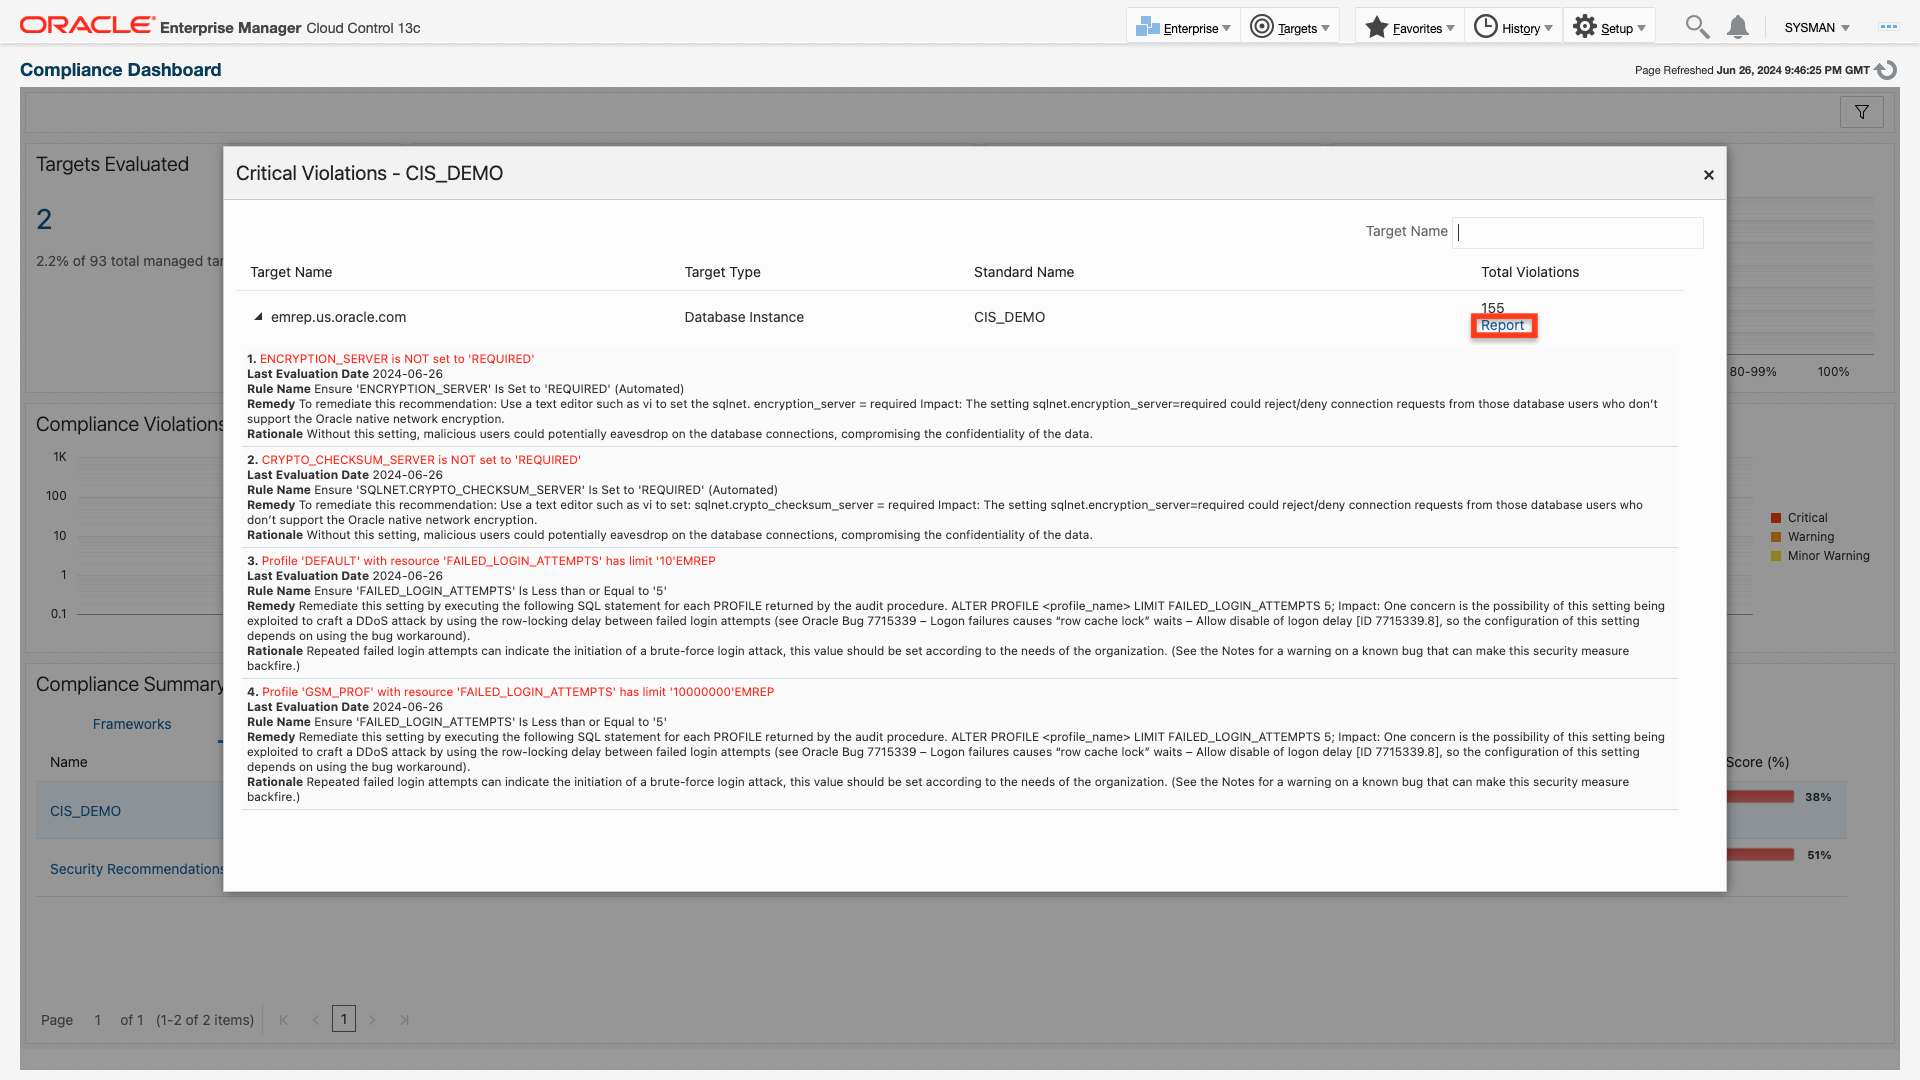 ORACLE Enterprise Manager Cloud Control 13c
Enterprise
Targets
Favorites
History
Setup
SYSMAN
Compliance Dashboard
Page Refreshed Jun 26, 2024 9:46:25 PM GMT
Targets Evaluated
2
2.2% of 93 total managed tar
80-99% 100%
Critical Violations - CIS_DEMO
×
Target Name
Target Name Target Type Standard Name Total Violations
emrep.us.oracle.com Database Instance CIS_DEMO 155
Report
1. ENCRYPTION_SERVER is NOT set to 'REQUIRED'
Last Evaluation Date 2024-06-26
Rule Name Ensure 'ENCRYPTION_SERVER' Is Set to 'REQUIRED' (Automated)
Remedy To remediate this recommendation: Use a text editor such as vi to set the sqlnet. encryption_server = required Impact: The setting sqlnet.encryption_server=required could reject/deny connection requests from those database users who don’t
support the Oracle native network encryption.
Rationale Without this setting, malicious users could potentially eavesdrop on the database connections, compromising the confidentiality of the data.
2. CRYPTO_CHECKSUM_SERVER is NOT set to 'REQUIRED'
Last Evaluation Date 2024-06-26
Rule Name Ensure 'SQLNET.CRYPTO_CHECKSUM_SERVER' Is Set to 'REQUIRED' (Automated)
Remedy To remediate this recommendation: Use a text editor such as vi to set: sqlnet.crypto_checksum_server = required Impact: The setting sqlnet.encryption_server=required could reject/deny connection requests from those database users who
don’t support the Oracle native network encryption.
Rationale Without this setting, malicious users could potentially eavesdrop on the database connections, compromising the confidentiality of the data.
3. Profile 'DEFAULT' with resource 'FAILED_LOGIN_ATTEMPTS' has limit '10'EMREP
Last Evaluation Date 2024-06-26
Rule Name Ensure 'FAILED_LOGIN_ATTEMPTS' Is Less than or Equal to '5'
Remedy Remediate this setting by executing the following SQL statement for each PROFILE returned by the audit procedure. ALTER PROFILE <profile_name> LIMIT FAILED_LOGIN_ATTEMPTS 5; Impact: One concern is the possibility of this setting being
exploited to craft a DDoS attack by using the row-locking delay between failed login attempts (see Oracle Bug 7715339 – Logon failures causes “row cache lock” waits – Allow disable of logon delay [ID 7715339.8], so the configuration of this setting
depends on using the bug workaround).
Rationale Repeated failed login attempts can indicate the initiation of a brute-force login attack, this value should be set according to the needs of the organization. (See the Notes for a warning on a known bug that can make this security measure
backfire.)
4. Profile 'GSM_PROF' with resource 'FAILED_LOGIN_ATTEMPTS' has limit '10000000'EMREP
Last Evaluation Date 2024-06-26
Rule Name Ensure 'FAILED_LOGIN_ATTEMPTS' Is Less than or Equal to '5'
Remedy Remediate this setting by executing the following SQL statement for each PROFILE returned by the audit procedure. ALTER PROFILE <profile_name> LIMIT FAILED_LOGIN_ATTEMPTS 5; Impact: One concern is the possibility of this setting being
exploited to craft a DDoS attack by using the row-locking delay between failed login attempts (see Oracle Bug 7715339 – Logon failures causes “row cache lock” waits – Allow disable of logon delay [ID 7715339.8], so the configuration of this setting
depends on using the bug workaround).
Rationale Repeated failed login attempts can indicate the initiation of a brute-force login attack, this value should be set according to the needs of the organization. (See the Notes for a warning on a known bug that can make this security measure
backfire.)
Compliance Violations
1K
100
10
1
0.1
Critical
Warning
Minor Warning
Compliance Summary
Frameworks
Name Score (%)
CIS_DEMO 38%
Security Recommendations 51%
Page 1 of 1 (1-2 of 2 items) 1